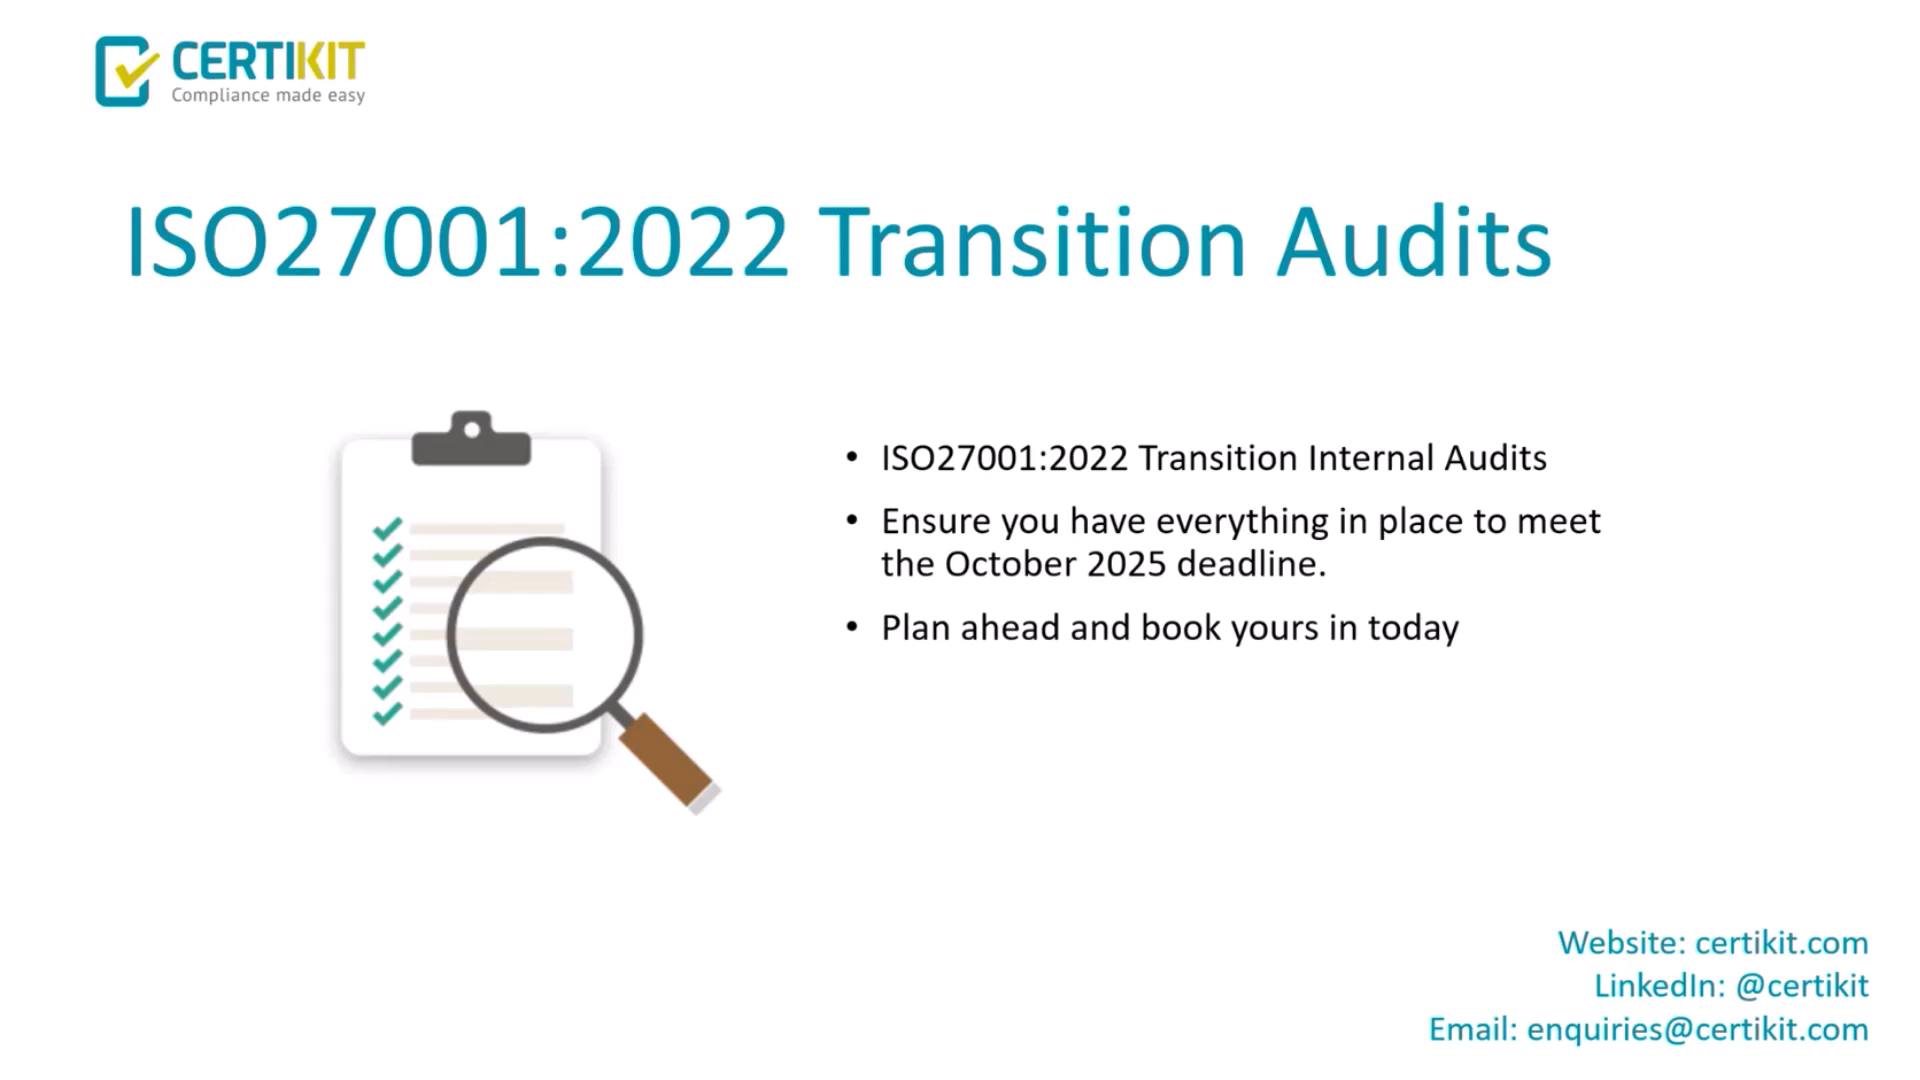 CERTIKIT
Compliance made easy
ISO27001:2022 Transition Audits
• ISO27001:2022 Transition Internal Audits
• Ensure you have everything in place to meet
the October 2025 deadline.
• Plan ahead and book yours in today
Website: certikit.com
LinkedIn: @certikit
Email: enquiries@certikit.com